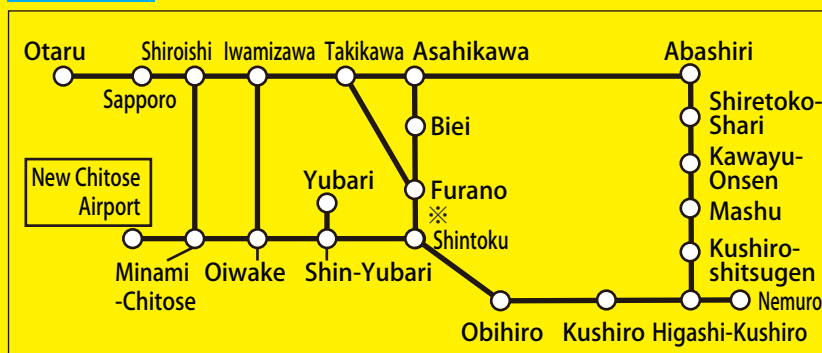 Otaru
Shiroishi
Iwamizawa
Takikawa
Asahikawa
Abashiri
Sapporo
Shiretoko-
Shari
Biei
Kawayu-
Onsen
New Chitose
Airport
Yubari
Furano
※
Mashu
Shintoku
Kushiro-
shitsugen
Minami
-Chitose
Oiwake
Shin-Yubari
Nemuro
Obihiro
Kushiro
Higashi-Kushiro